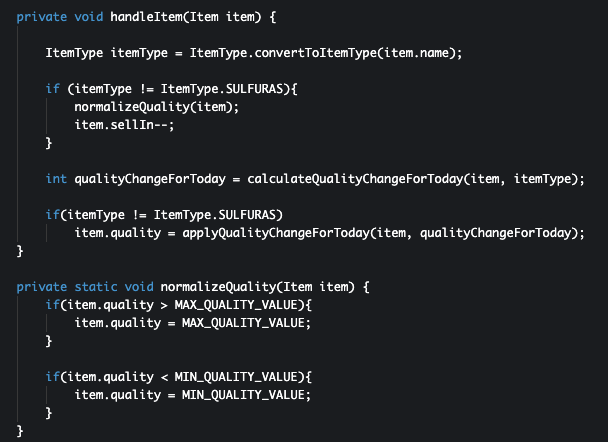 private void handleItem(Item item) {
ItemType itemType = ItemType.convertToItemType(item.name);
if (itemType != ItemType.SULFURAS){
normalizeQuality(item);
item.sellIn--;
}
int qualityChangeForToday = calculateQualityChangeForToday(item, itemType);
if(itemType != ItemType.SULFURAS)
item.quality = applyQualityChangeForToday(item, qualityChangeForToday);
}
private static void normalizeQuality(Item item) {
if(item.quality > MAX_QUALITY_VALUE){
item.quality = MAX_QUALITY_VALUE;
}
if(item.quality < MIN_QUALITY_VALUE){
item.quality = MIN_QUALITY_VALUE;
}
}